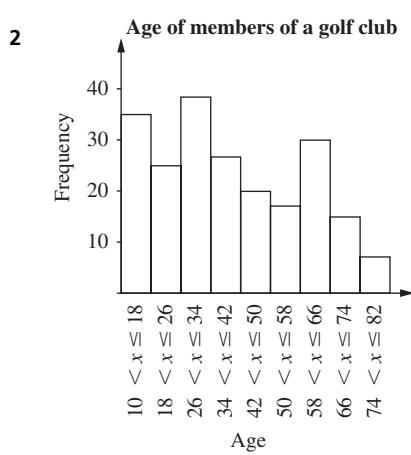 2
Age of members of a golf club
Frequency
40
30
20
10
10 < x ≤ 18
18 < x ≤ 26
26 < x ≤ 34
34 < x ≤ 42
42 < x ≤ 50
50 < x ≤ 58
58 < x ≤ 66
66 < x ≤ 74
74 < x ≤ 82
Age